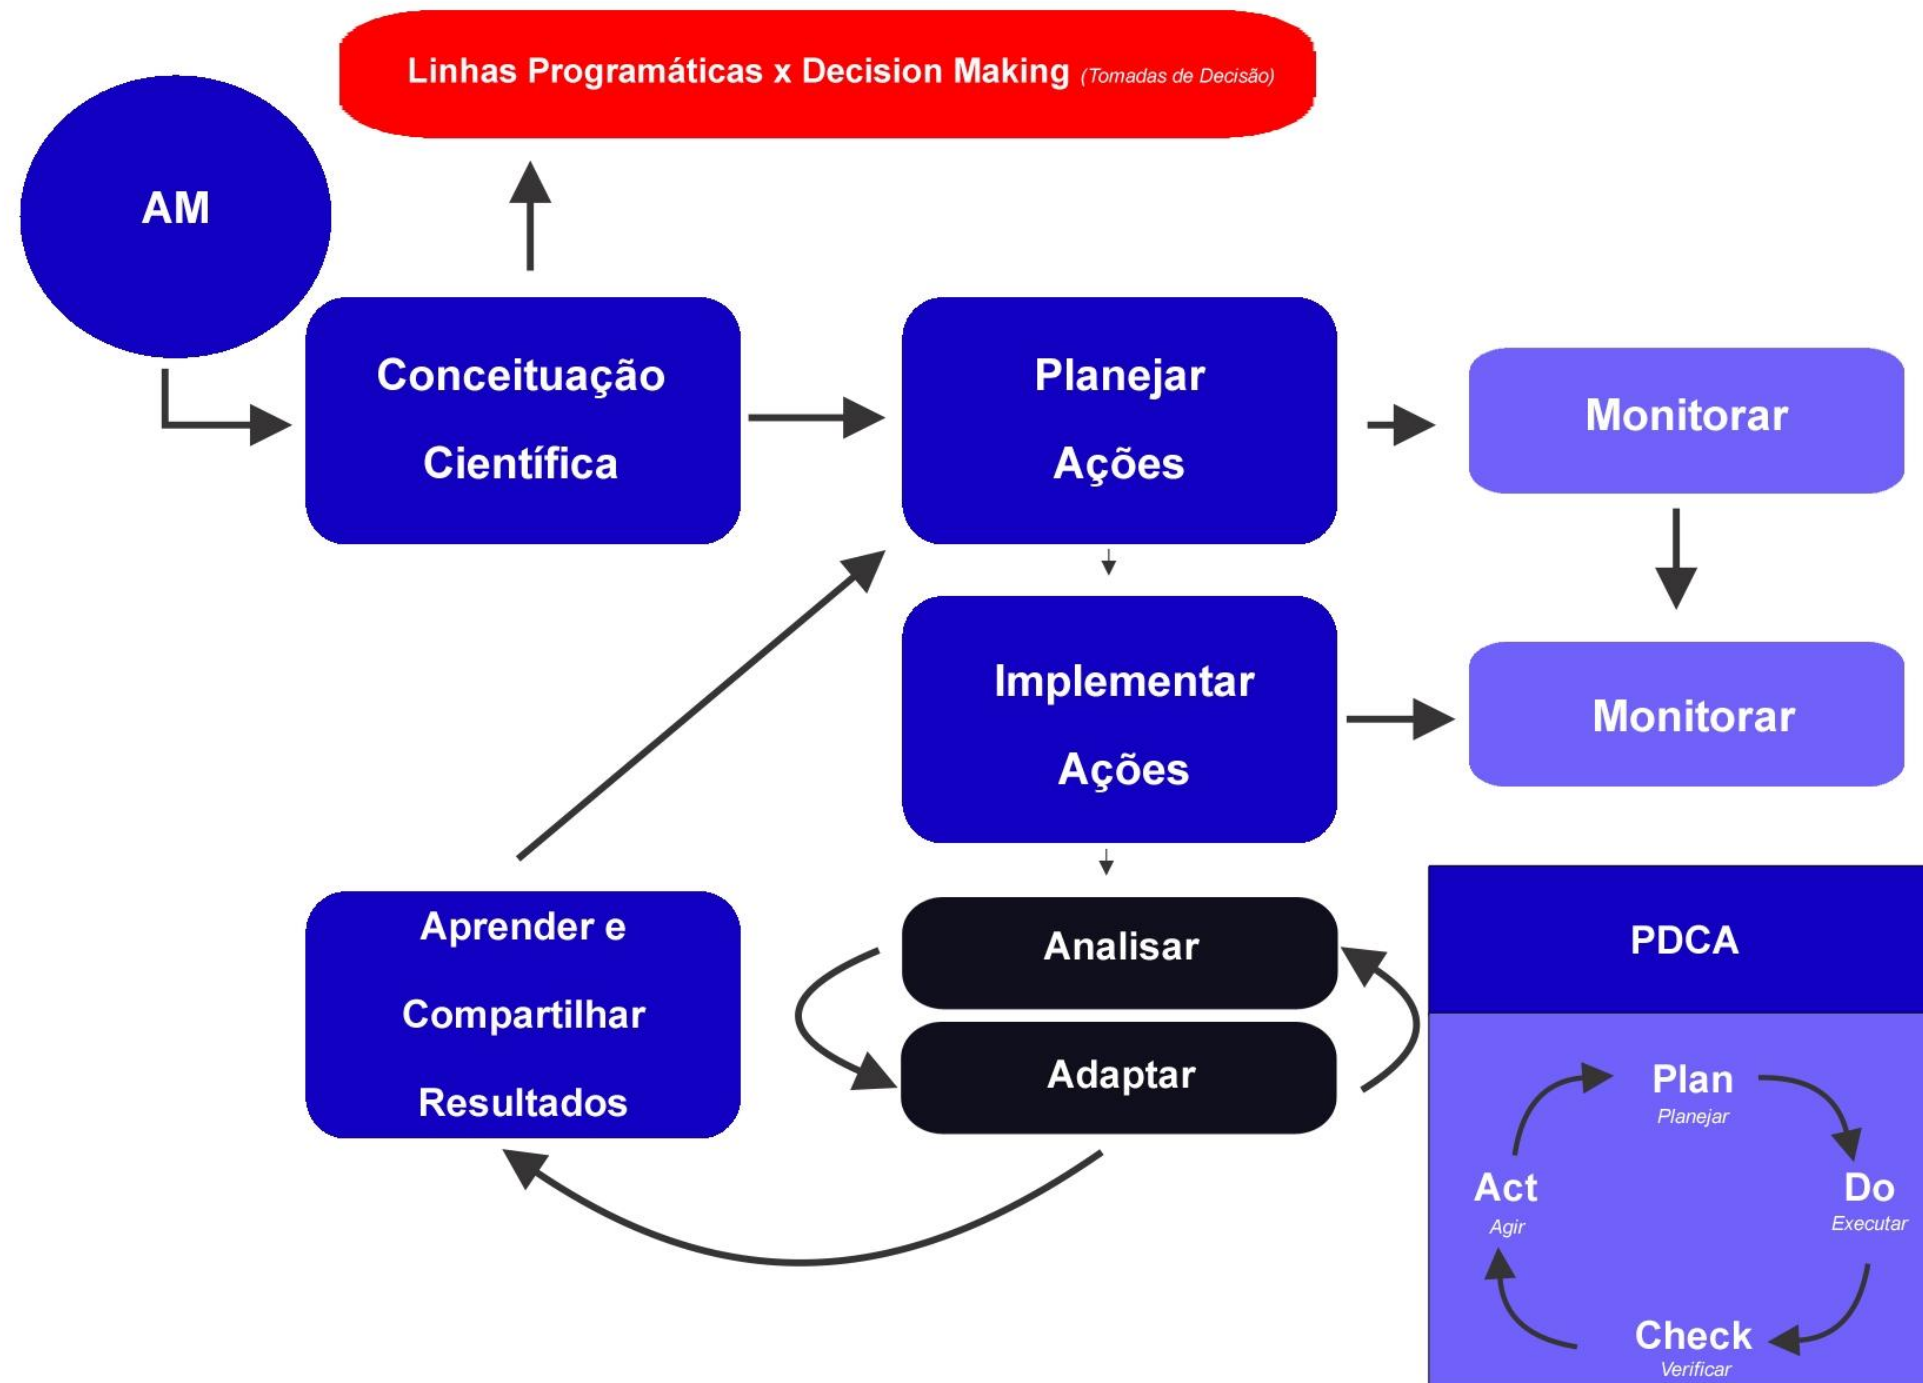 Linhas Programáticas x Decision Making (Tomadas de Decisão)
AM
Conceituação
Científica
Planejar
Ações
Monitorar
Implementar
Ações
Monitorar
Aprender e
Compartilhar
Resultados
Analisar
Adaptar
PDCA
Plan
Planejar
Act
Agir
Do
Executar
Check
Verificar